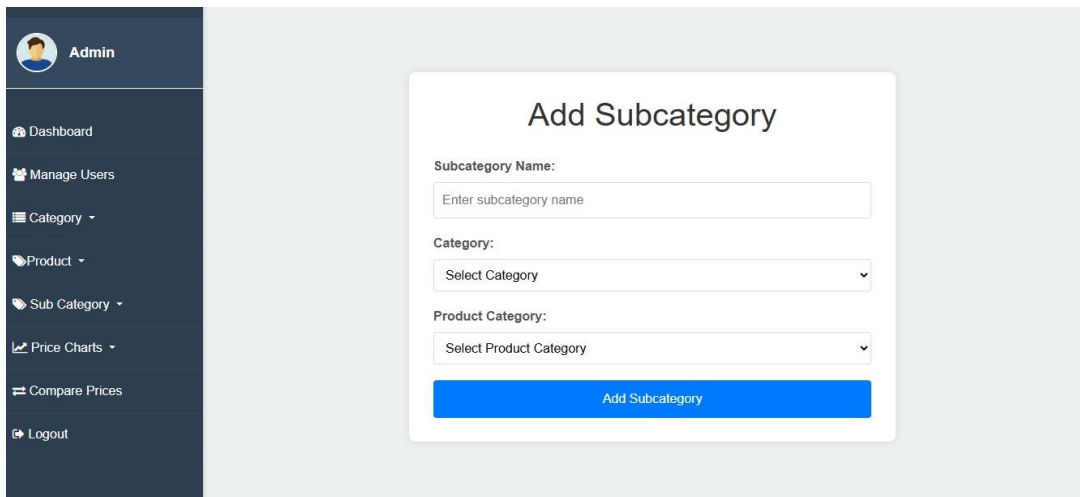 Admin
Dashboard
Manage Users
Category
Product
Sub Category
Price Charts
Compare Prices
Logout
Add Subcategory
Subcategory Name:
Enter subcategory name
Category:
Select Category
Product Category:
Select Product Category
Add Subcategory